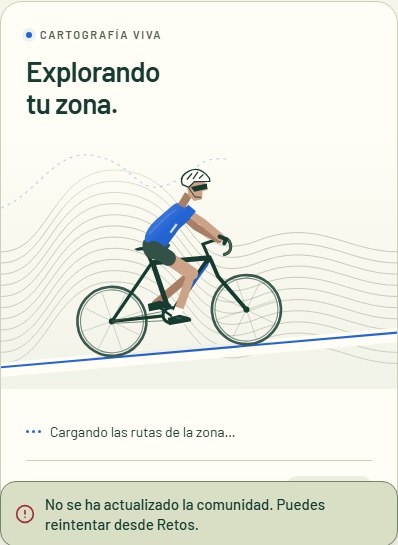 CARTOGRAFÍA VIVA
Explorando
tu zona.
Cargando las rutas de la zona...
No se ha actualizado la comunidad. Puedes
reintentar desde Retos.